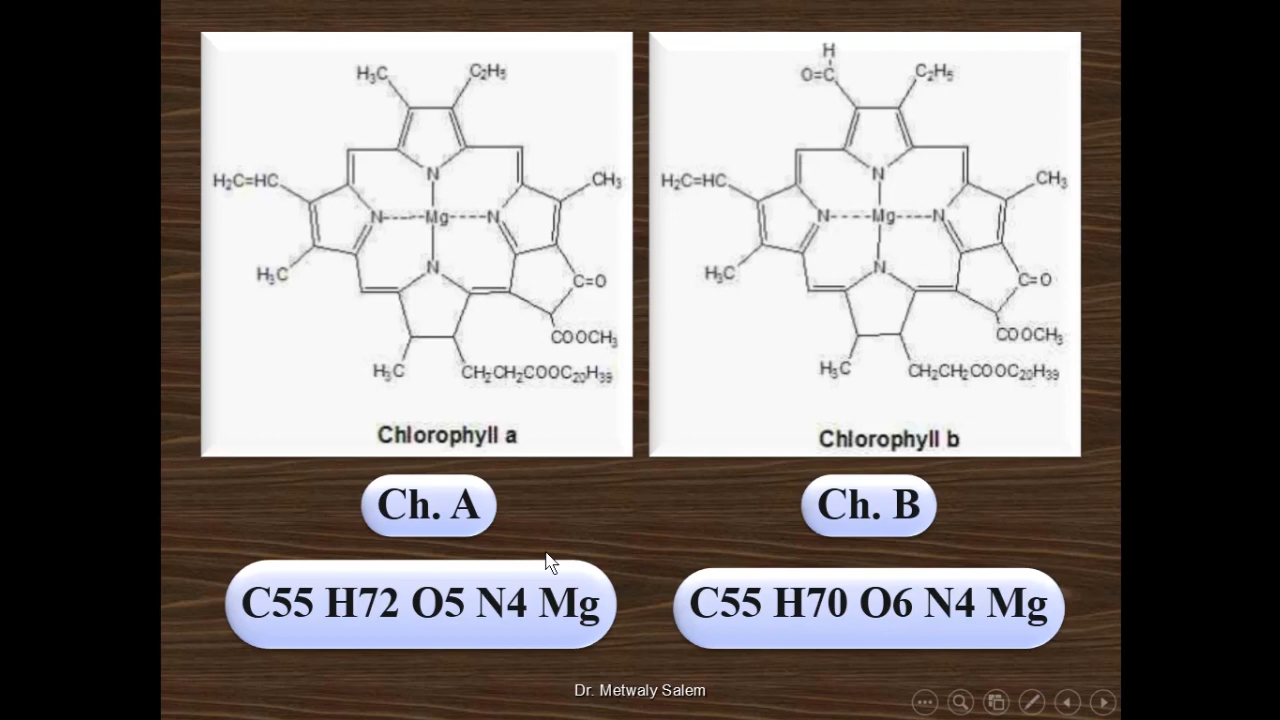 H₃C C₂H₅
H₂C=HC CH₃
N
N Mg N
N
H₃C C=O
COOCH₃
H₃C CH₂CH₂COOC₂₀H₃₉
Chlorophyll a
H
O=C C₂H₅
H₂C=HC CH₃
N
N Mg N
N
H₃C C=O
COOCH₃
H₃C CH₂CH₂COOC₂₀H₃₉
Chlorophyll b
Ch. A
Ch. B
C55 H72 O5 N4 Mg
C55 H70 O6 N4 Mg
Dr. Metwaly Salem